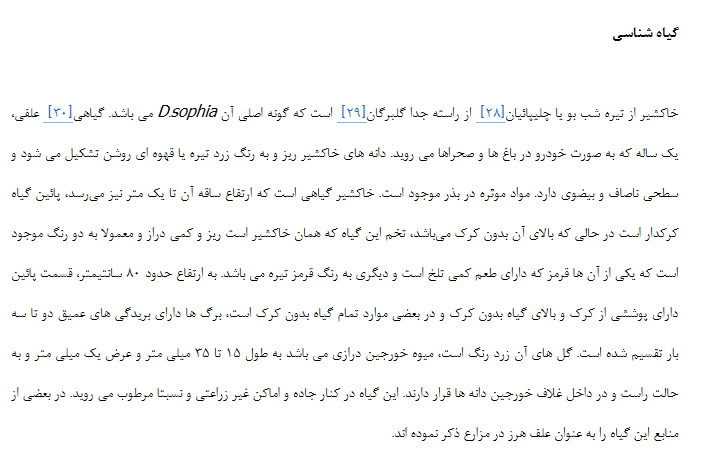 گیاه شناسی
خاکشیر از تیره شب بو یا چلیپائیان[۲۸] از راسته جدا گلبرگان[۲۹] است که گونه اصلی آن D.sophia می باشد. گیاهی[۳۰] علفی،
یک ساله که به صورت خودرو در باغ ها و صحراها می روید. دانه های خاکشیر ریز و به رنگ زرد تیره یا قهوه ای روشن تشکیل می شود و
سطحی ناصاف و بیضوی دارد. مواد موثره در بذر موجود است. خاکشیر گیاهی است که ارتفاع ساقه آن تا یک متر نیز می‌رسد، پائین گیاه
کرکدار است در حالی که بالای آن بدون کرک می‌باشد، تخم این گیاه که همان خاکشیر است ریز و کمی دراز و معمولا به دو رنگ موجود
است که یکی از آن ها قرمز که دارای طعم کمی تلخ است و دیگری به رنگ قرمز تیره می باشد. به ارتفاع حدود ۸۰ سانتیمتر، قسمت پائین
دارای پوششی از کرک و بالای گیاه بدون کرک و در بعضی موارد تمام گیاه بدون کرک است، برگ ها دارای بریدگی های عمیق دو تا سه
بار تقسیم شده است. گل های آن زرد رنگ است، میوه خورجین درازی می باشد به طول ۱۵ تا ۳۵ میلی متر و عرض یک میلی متر و به
حالت راست و در داخل غلاف خورجین دانه ها قرار دارند. این گیاه در کنار جاده و اماکن غیر زراعتی و نسبتا مرطوب می روید. در بعضی از
منابع این گیاه را به عنوان علف هرز در مزارع ذکر نموده اند.